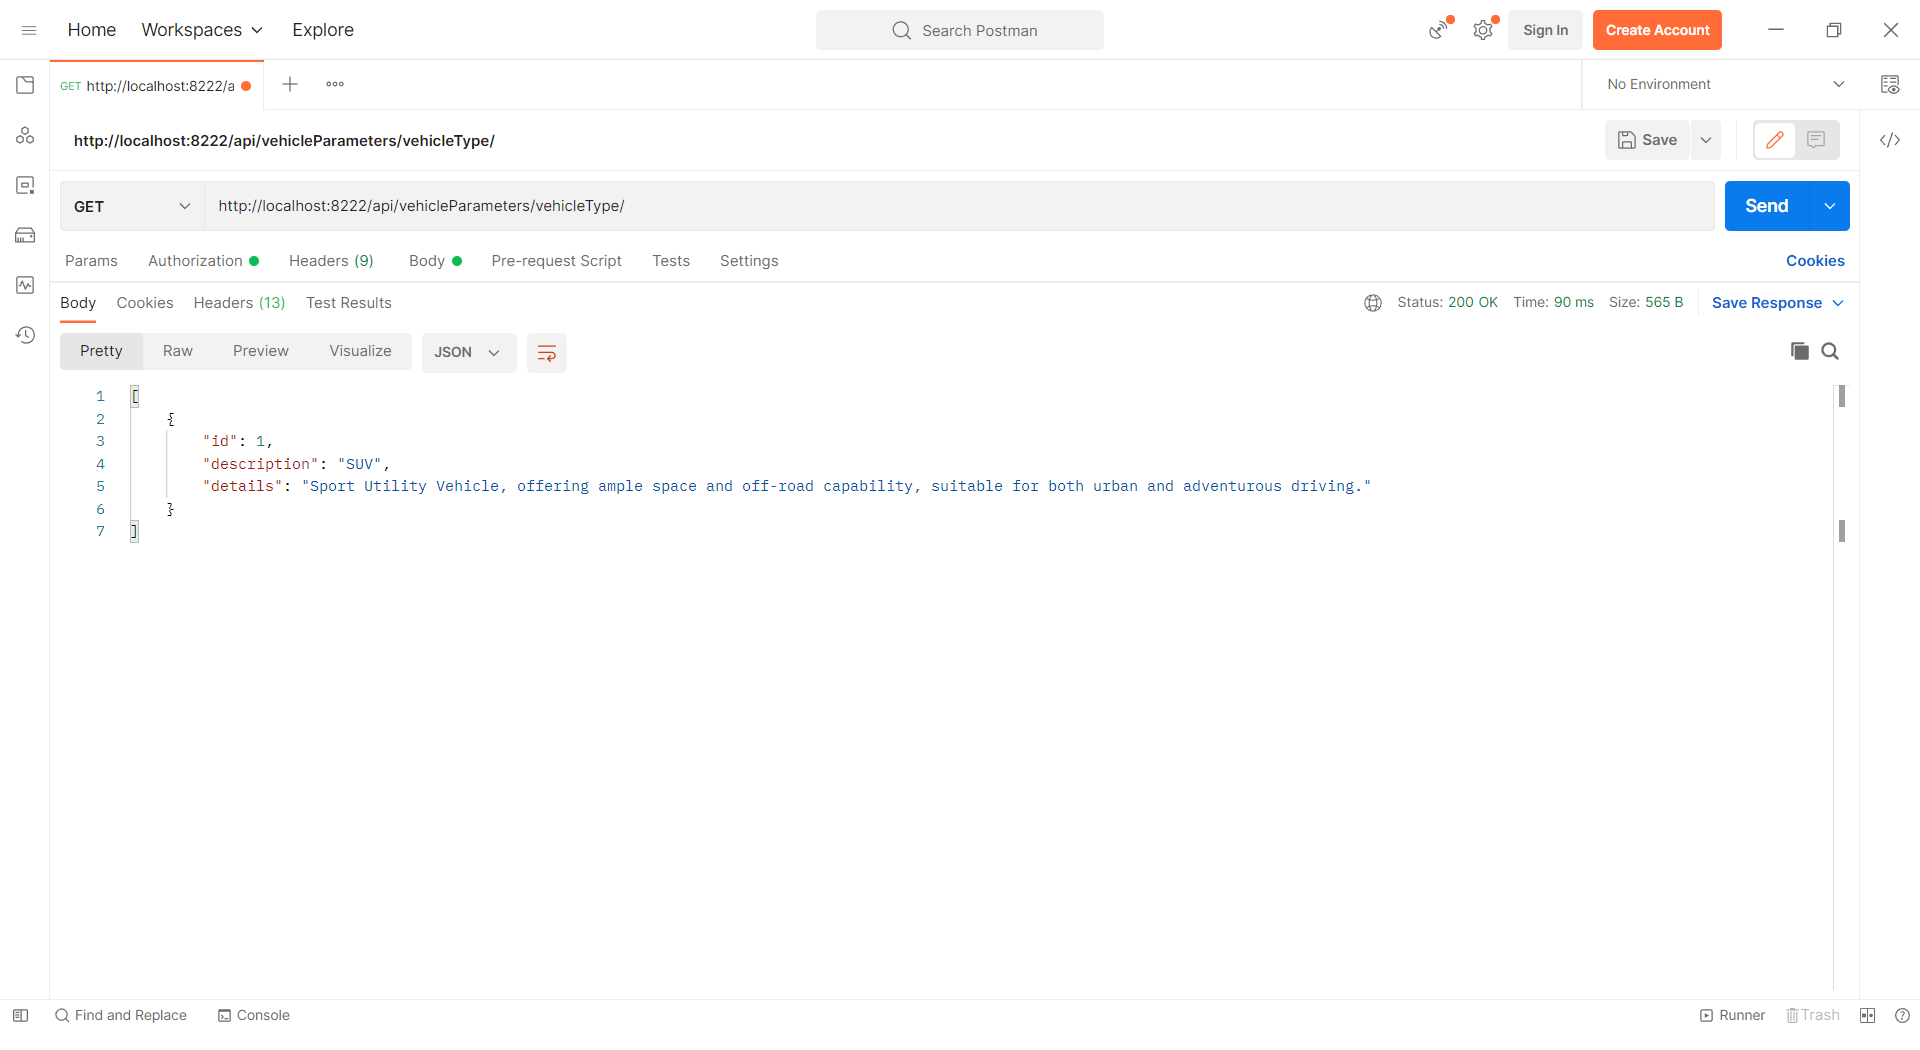 Home Workspaces Explore Search Postman Sign In Create Account
GET http://localhost:8222/a No Environment
http://localhost:8222/api/vehicleParameters/vehicleType/ Save
GET http://localhost:8222/api/vehicleParameters/vehicleType/ Send
Params Authorization Headers (9) Body Pre-request Script Tests Settings Cookies
Body Cookies Headers (13) Test Results Status: 200 OK Time: 90 ms Size: 565 B Save Response
Pretty Raw Preview Visualize JSON
1 [
2 {
3 "id": 1,
4 "description": "SUV",
5 "details": "Sport Utility Vehicle, offering ample space and off-road capability, suitable for both urban and adventurous driving."
6 }
7 ]
Find and Replace Console Runner Trash